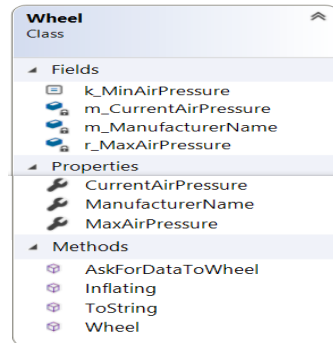 Wheel
Class
Fields
k_MinAirPressure
m_CurrentAirPressure
m_ManufacturerName
r_MaxAirPressure
Properties
CurrentAirPressure
ManufacturerName
MaxAirPressure
Methods
AskForDataToWheel
Inflating
ToString
Wheel